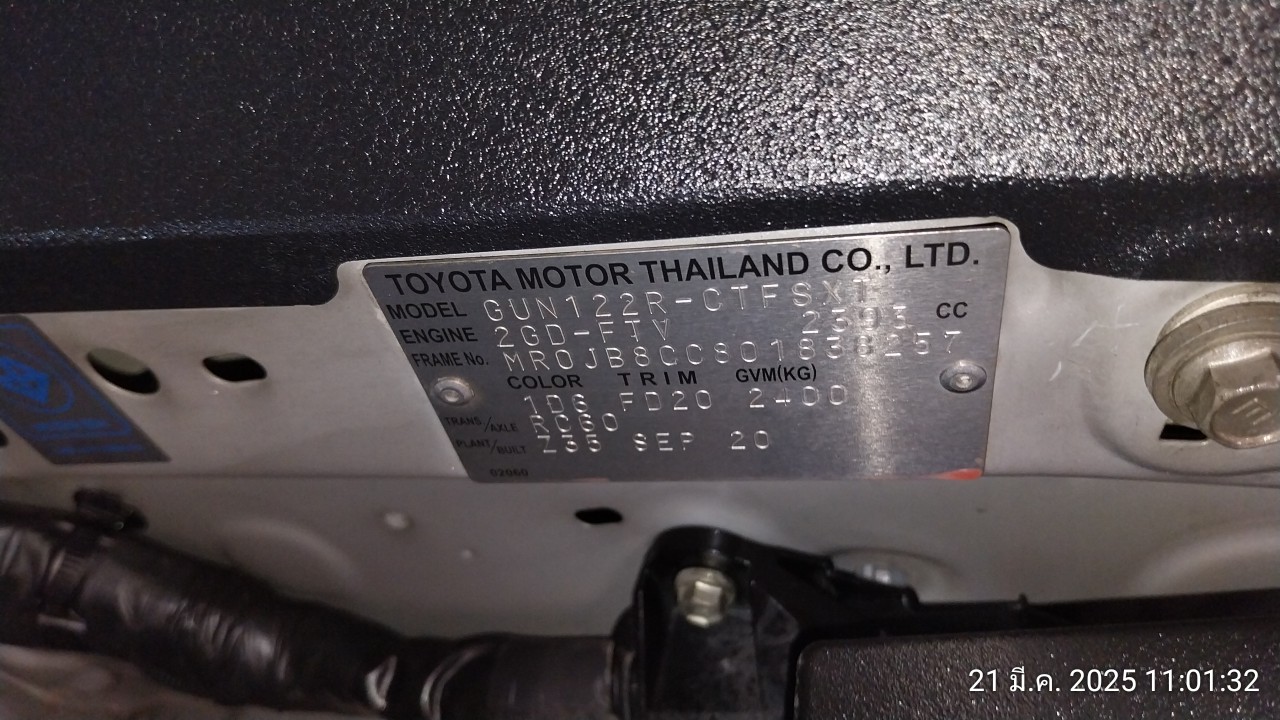 TOYOTA MOTOR THAILAND CO., LTD.
MODEL GUN122R-CTFSXT
ENGINE 2GD-FTV 2393 CC
FRAME No. MR0JB8CC801838257
COLOR TRIM GVM(KG)
1D6 FD20 2400
TRANS/AXLE RC60
PLANT/BUILT Z35 SEP 20
02060
21 มี.ค. 2025 11:01:32